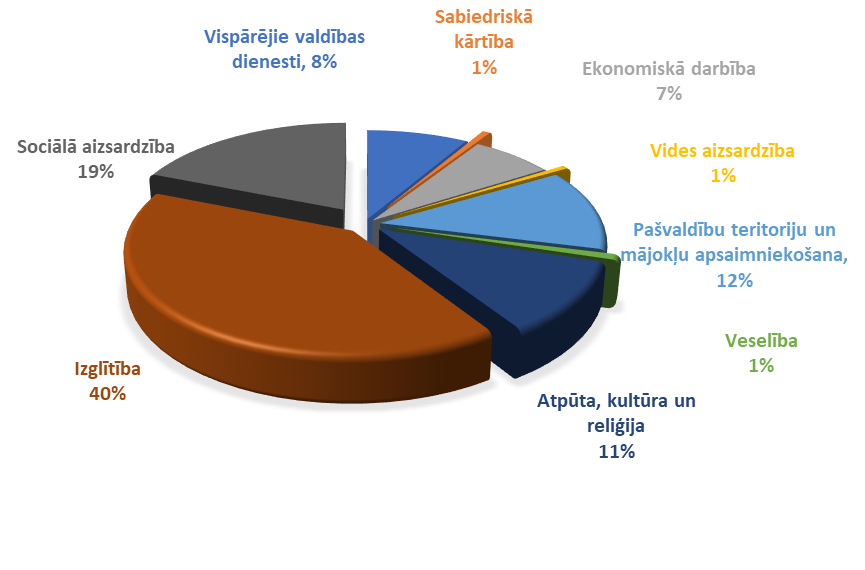 Vispārējie valdības
dienesti, 8%
Sabiedriskā
kārtība
1%
Ekonomiskā darbība
7%
Vides aizsardzība
1%
Pašvaldību teritoriju un
mājokļu apsaimniekošana,
12%
Veselība
1%
Atpūta, kultūra un
reliģija
11%
Izglītība
40%
Sociālā aizsardzība
19%